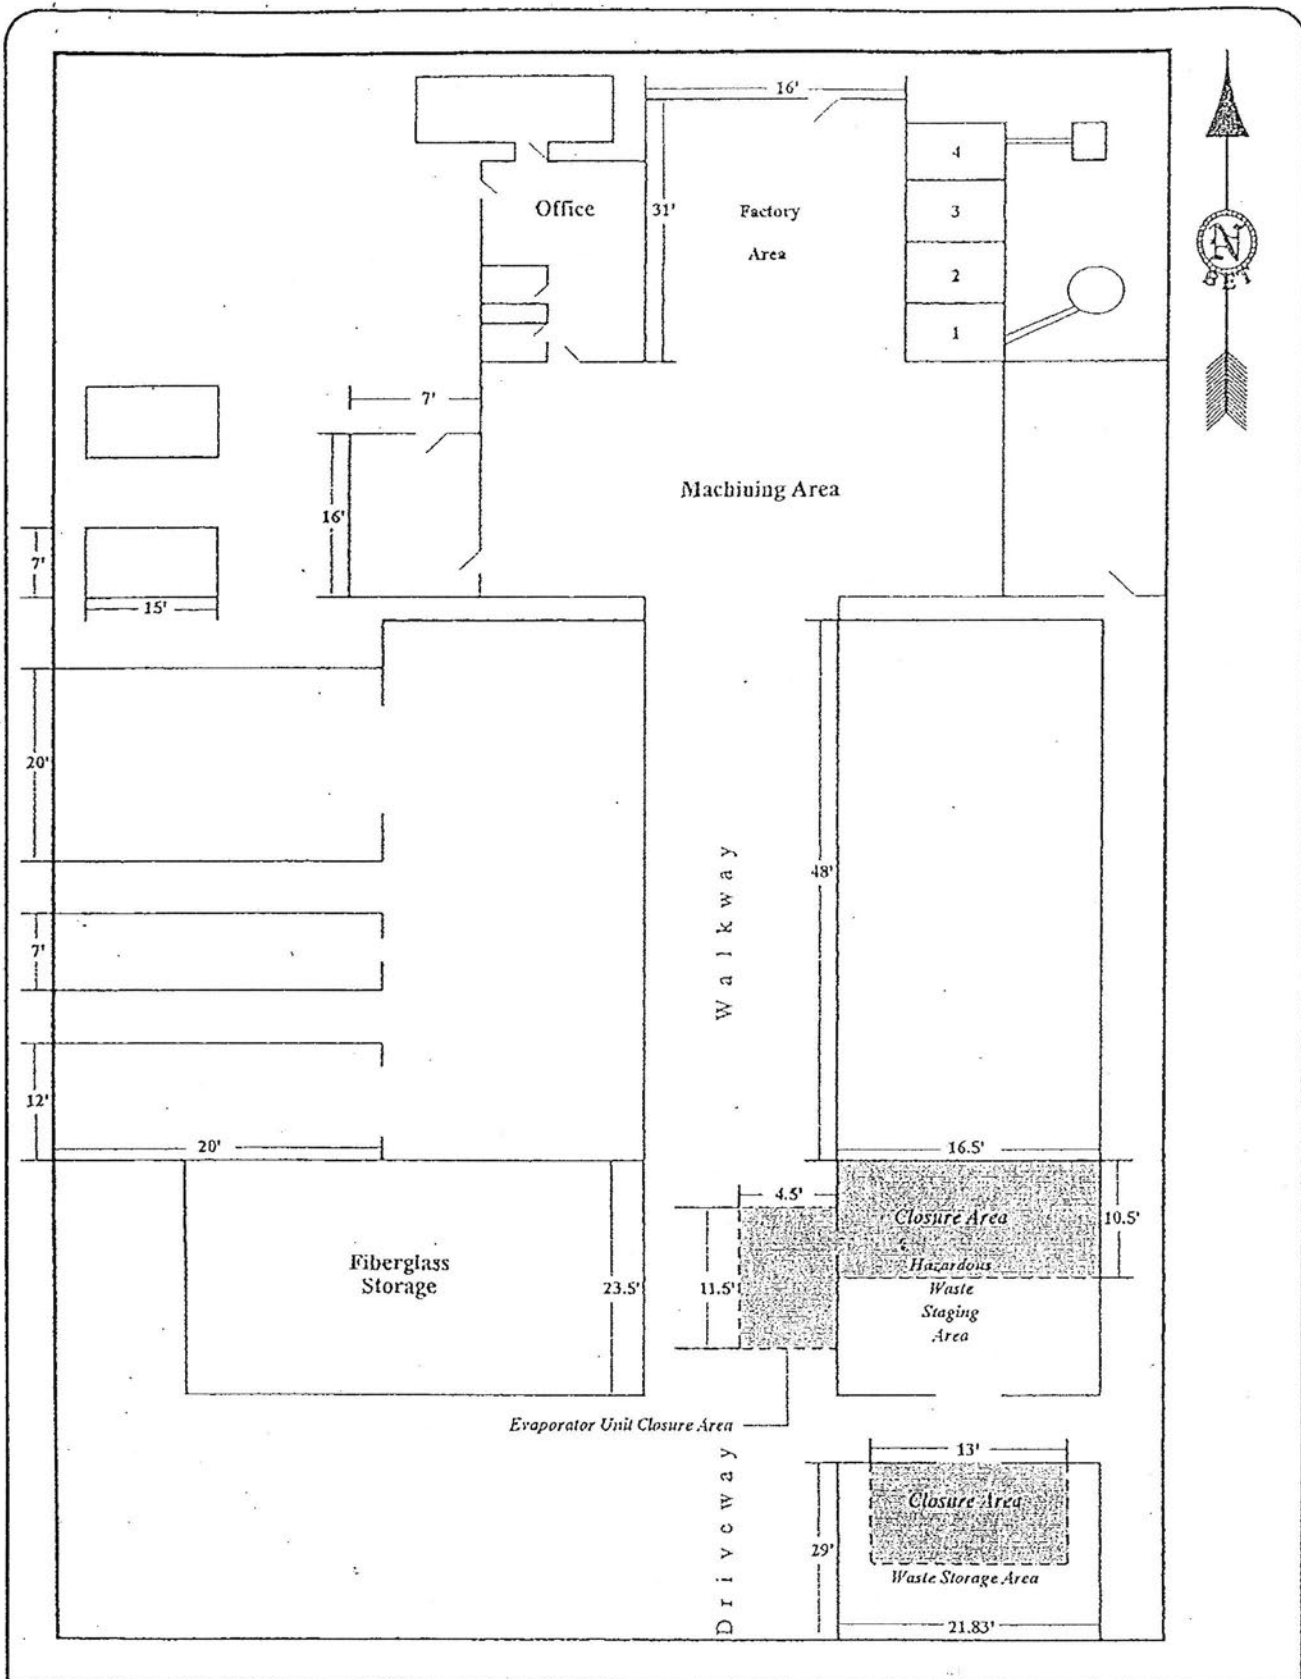 16'
4
Office
31'
Factory
Area
3
N
BET
2
1
7'
Machining Area
16'
7'
15'
20'
Walkway
48'
7'
12'
20'
16.5'
4.5'
Closure Area
10.5'
Fiberglass
Storage
23.5'
11.5'
Hazardous
Waste
Staging
Area
Evaporator Unit Closure Area
Driveway
13'
Closure Area
29'
Waste Storage Area
21.83'